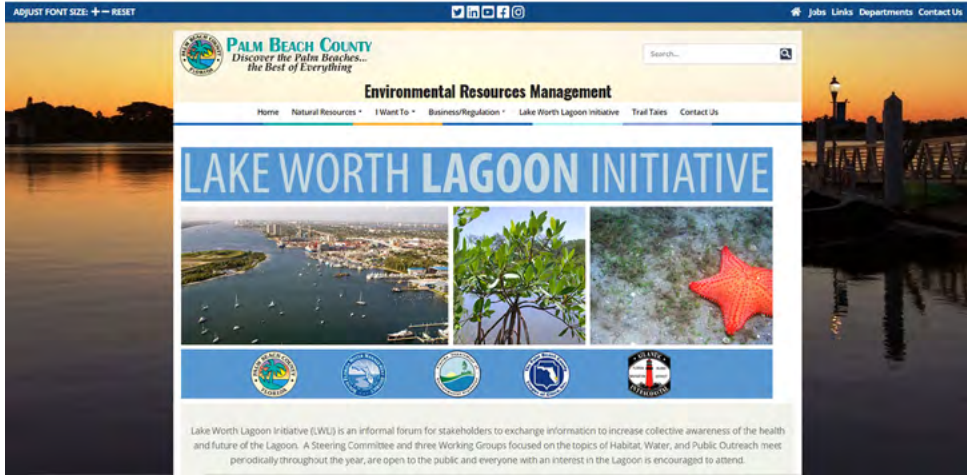 ADJUST FONT SIZE: + − RESET
Jobs Links Departments Contact Us
PALM BEACH COUNTY
Discover the Palm Beaches...
the Best of Everything
Search...
Environmental Resources Management
Home Natural Resources I Want To Business/Regulation Lake Worth Lagoon Initiative Trail Tales Contact Us
LAKE WORTH LAGOON INITIATIVE
PALM BEACH COUNTY
FLORIDA
Lake Worth Lagoon Initiative (LWLI) is an informal forum for stakeholders to exchange information to increase collective awareness of the health
and future of the Lagoon. A Steering Committee and three Working Groups focused on the topics of Habitat, Water, and Public Outreach meet
periodically throughout the year, are open to the public and everyone with an interest in the Lagoon is encouraged to attend.